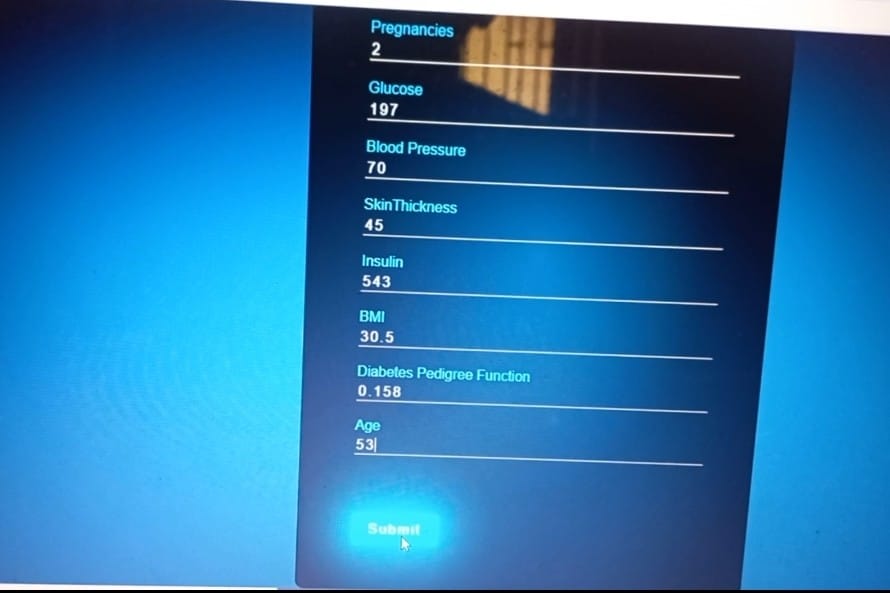 Pregnancies
2
Glucose
197
Blood Pressure
70
SkinThickness
45
Insulin
543
BMI
30.5
Diabetes Pedigree Function
0.158
Age
53
Submit